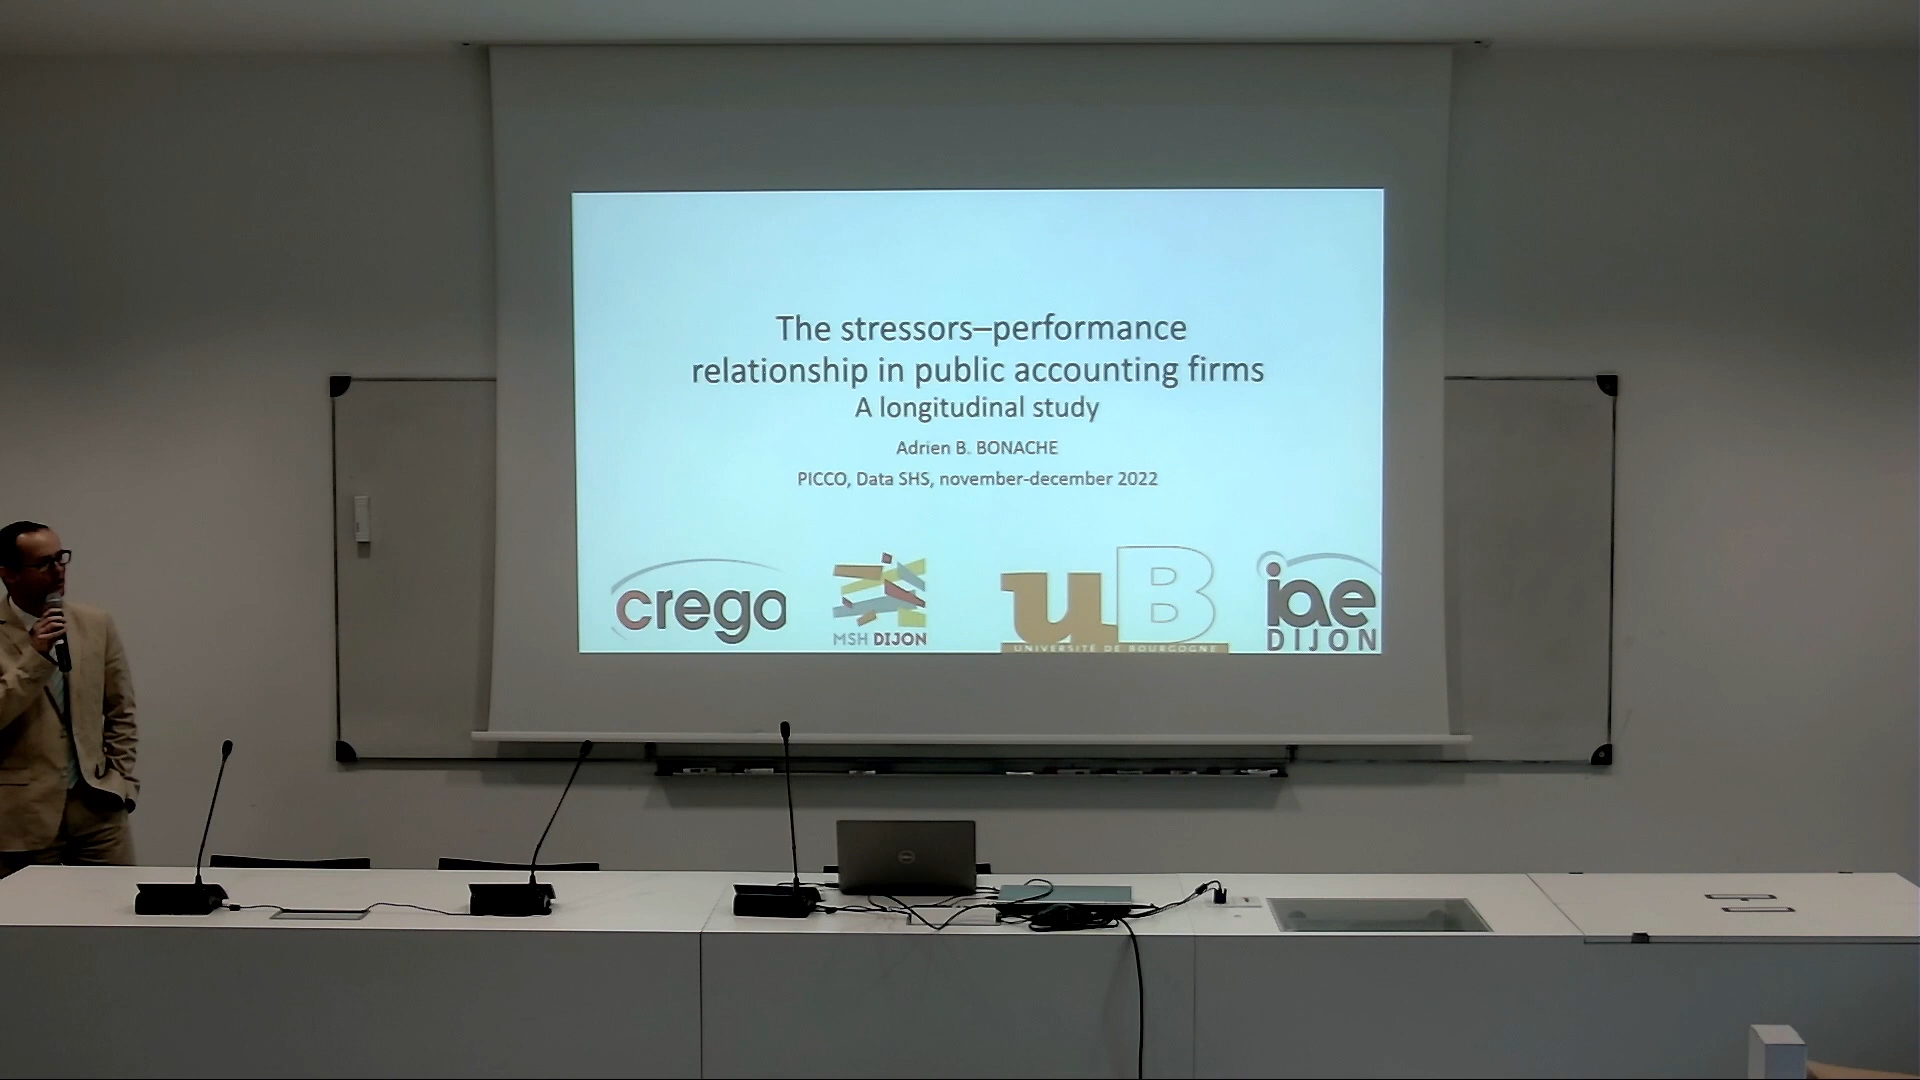 The stressors–performance
relationship in public accounting firms
A longitudinal study
Adrien B. BONACHE
PICCO, Data SHS, november-december 2022
crego
MSH DIJON
uB
UNIVERSITÉ DE BOURGOGNE
iae
DIJON
DELL